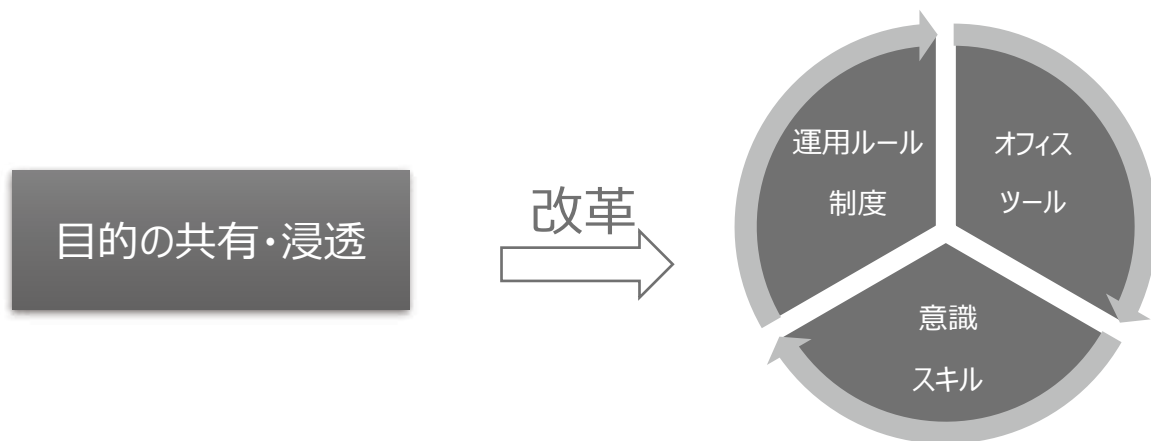 目的の共有・浸透
改革
運用ルール
制度
オフィス
ツール
意識
スキル